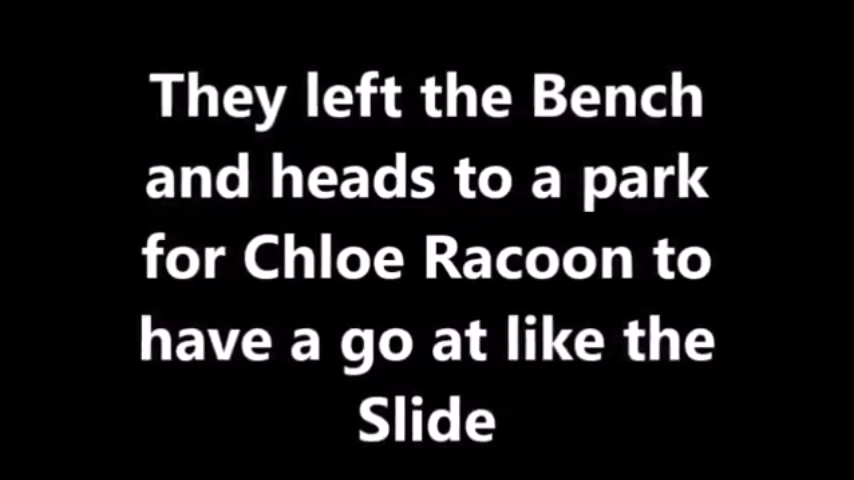 They left the Bench
and heads to a park
for Chloe Racoon to
have a go at like the
Slide